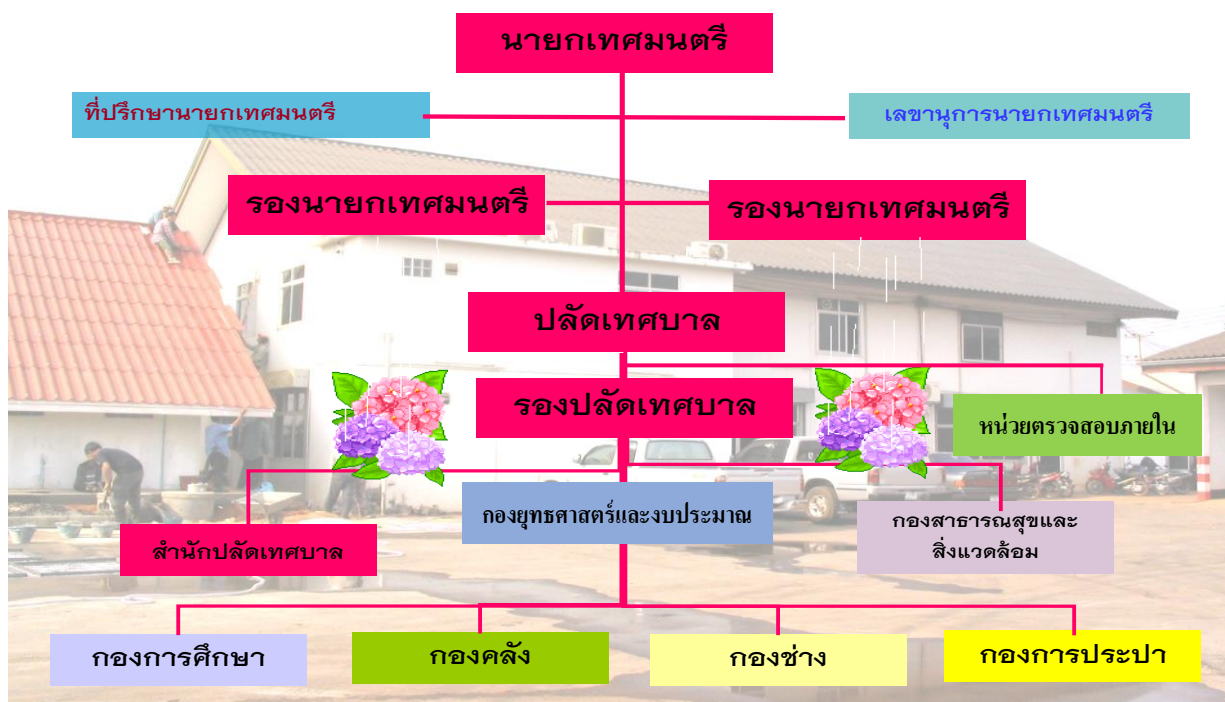 นายกเทศมนตรี
ที่ปรึกษานายกเทศมนตรี
เลขานุการนายกเทศมนตรี
รองนายกเทศมนตรี
รองนายกเทศมนตรี
ปลัดเทศบาล
รองปลัดเทศบาล
หน่วยตรวจสอบภายใน
สำนักปลัดเทศบาล
กองยุทธศาสตร์และงบประมาณ
กองสาธารณสุขและ
สิ่งแวดล้อม
กองการศึกษา
กองคลัง
กองช่าง
กองการประปา